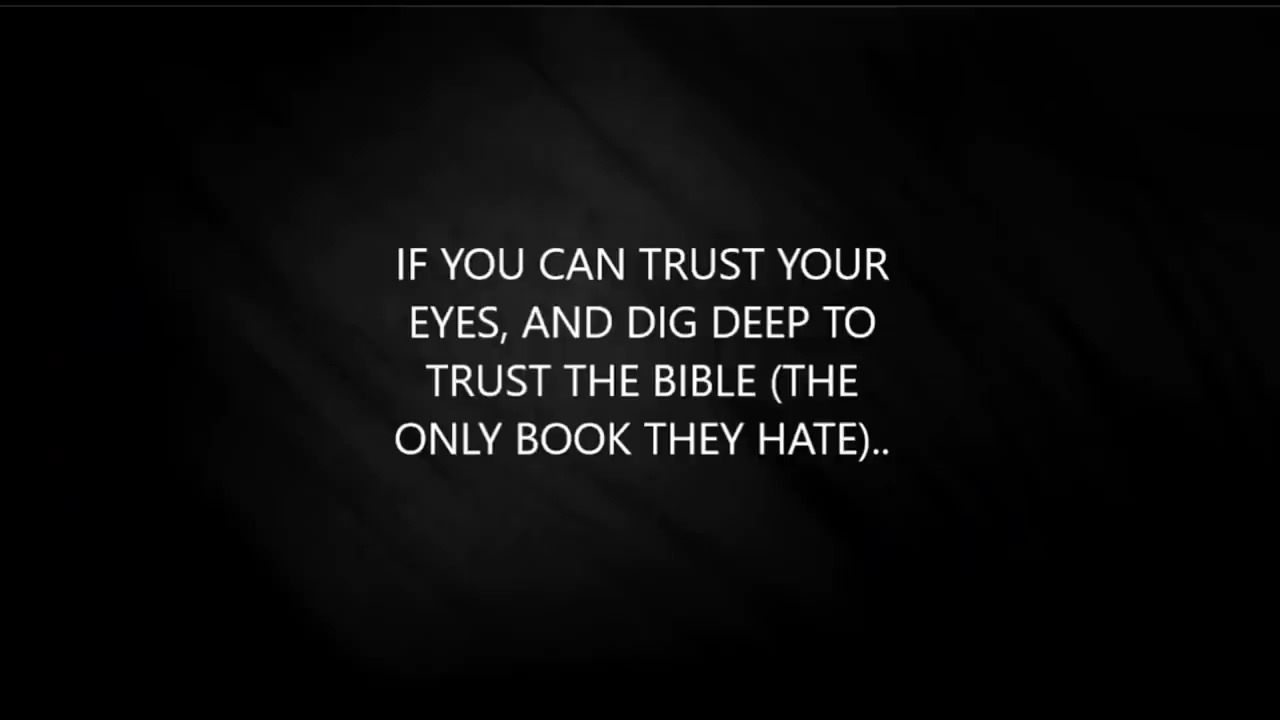 IF YOU CAN TRUST YOUR
EYES, AND DIG DEEP TO
TRUST THE BIBLE (THE
ONLY BOOK THEY HATE)..